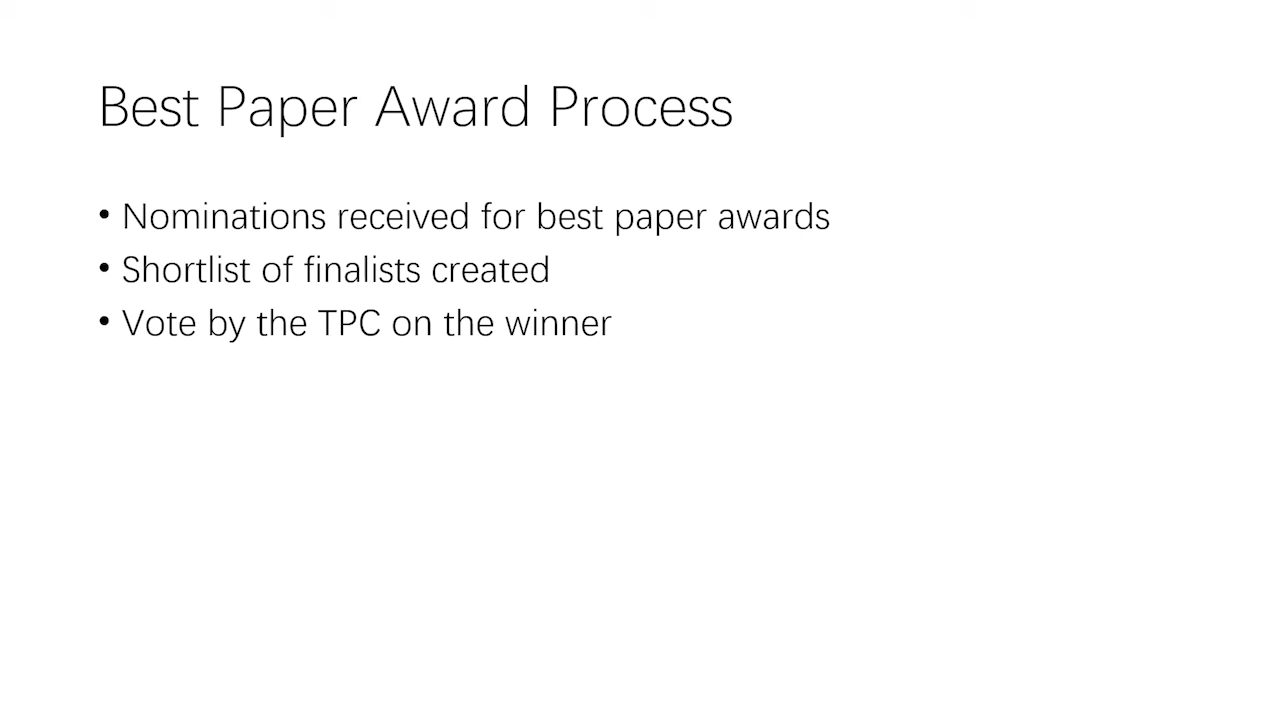 Best Paper Award Process
• Nominations received for best paper awards
• Shortlist of finalists created
• Vote by the TPC on the winner